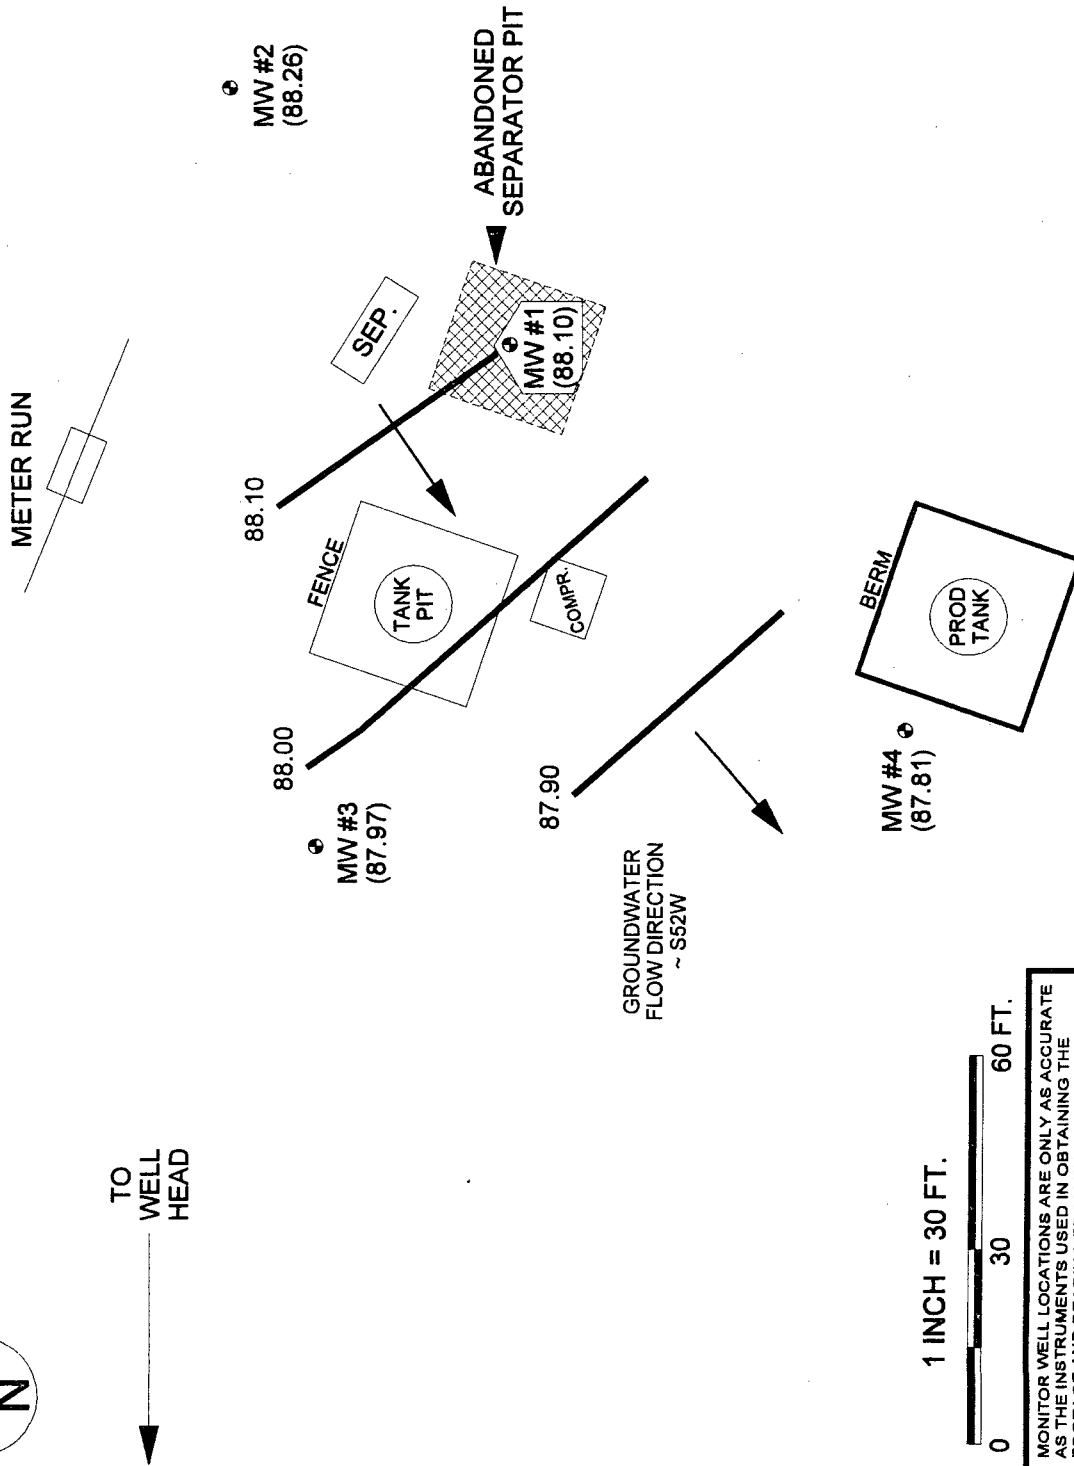 N
TO
WELL
HEAD
METER RUN
MW #2
(88.26)
ABANDONED
SEPARATOR PIT
SEP.
MW #1
(88.10)
88.10
FENCE
TANK
PIT
COMPR.
88.00
MW #3
(87.97)
87.90
GROUNDWATER
FLOW DIRECTION
~ S52W
BERM
PROD
TANK
MW #4
(87.81)
1 INCH = 30 FT.
0 30 60 FT.
MONITOR WELL LOCATIONS ARE ONLY AS ACCURATE
AS THE INSTRUMENTS USED IN OBTAINING THE